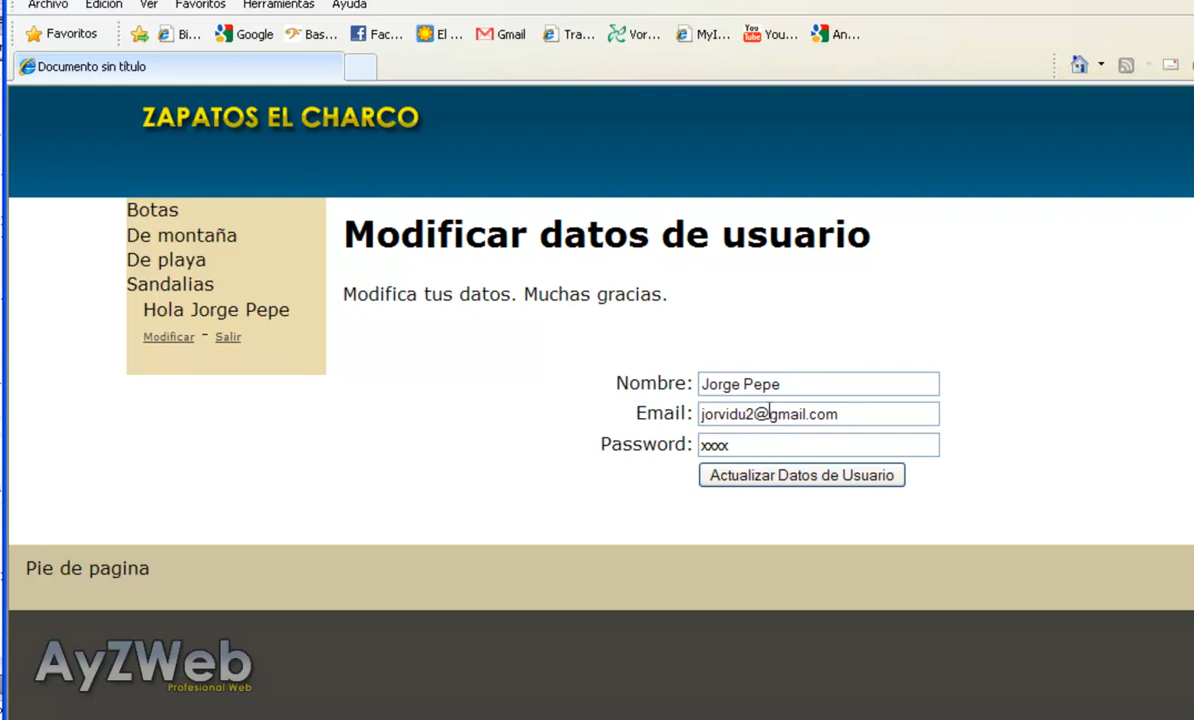 Archivo Edición Ver Favoritos Herramientas Ayuda
Favoritos Bi... Google Bas... Fac... El ... Gmail Tra... Vor... MyI... You... An...
Documento sin título
ZAPATOS EL CHARCO
Botas
De montaña
De playa
Sandalias
Hola Jorge Pepe
Modificar - Salir
Modificar datos de usuario
Modifica tus datos. Muchas gracias.
Nombre: Jorge Pepe
Email: jorvidu2@gmail.com
Password: xxxx
Actualizar Datos de Usuario
Pie de pagina
AyZWeb
Profesional Web